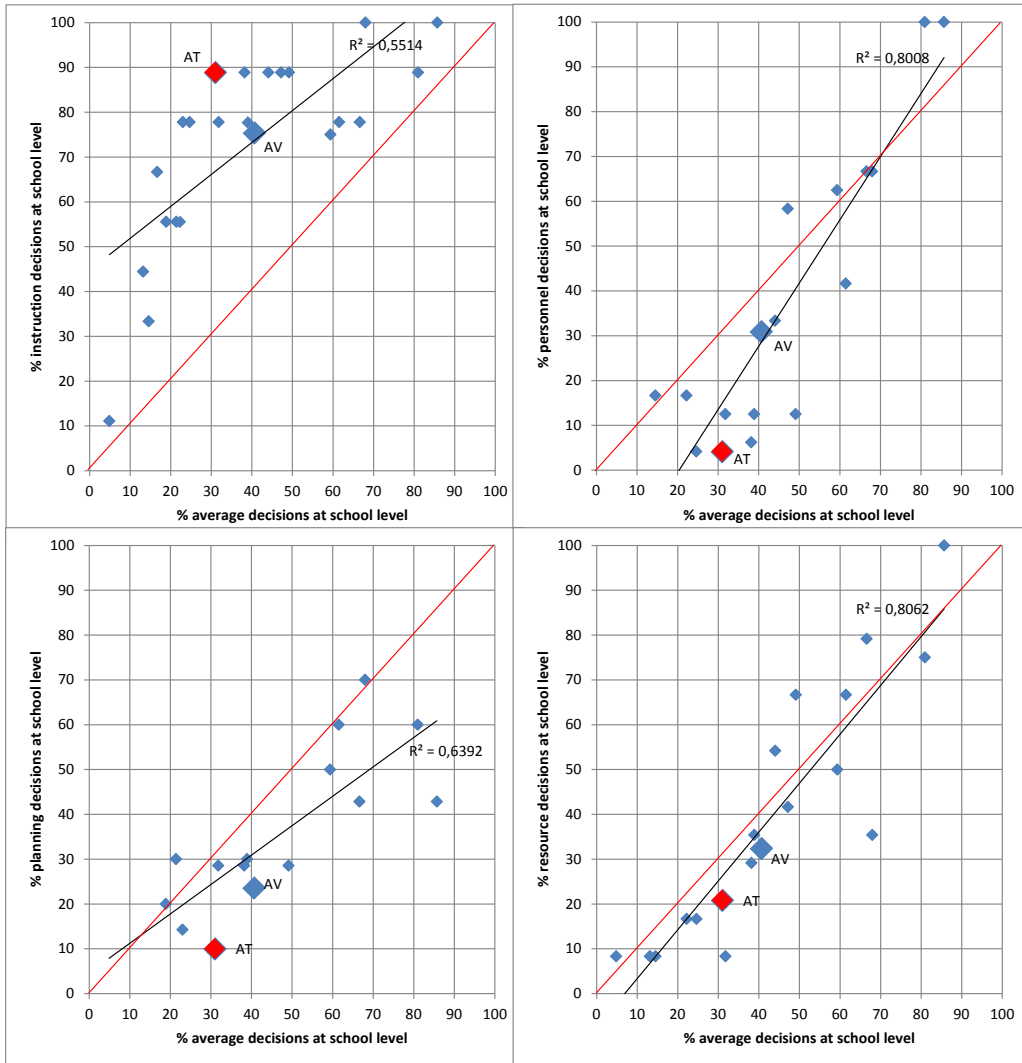 100
90
80
70
60
50
40
30
20
10
0
% instruction decisions at school level
R² = 0,5514
AT
AV
0 10 20 30 40 50 60 70 80 90 100
% average decisions at school level
100
90
80
70
60
50
40
30
20
10
0
% personnel decisions at school level
R² = 0,8008
AV
AT
0 10 20 30 40 50 60 70 80 90 100
% average decisions at school level
100
90
80
70
60
50
40
30
20
10
0
% planning decisions at school level
R² = 0,6392
AV
AT
0 10 20 30 40 50 60 70 80 90 100
% average decisions at school level
100
90
80
70
60
50
40
30
20
10
0
% resource decisions at school level
R² = 0,8062
AV
AT
0 10 20 30 40 50 60 70 80 90 100
% average decisions at school level